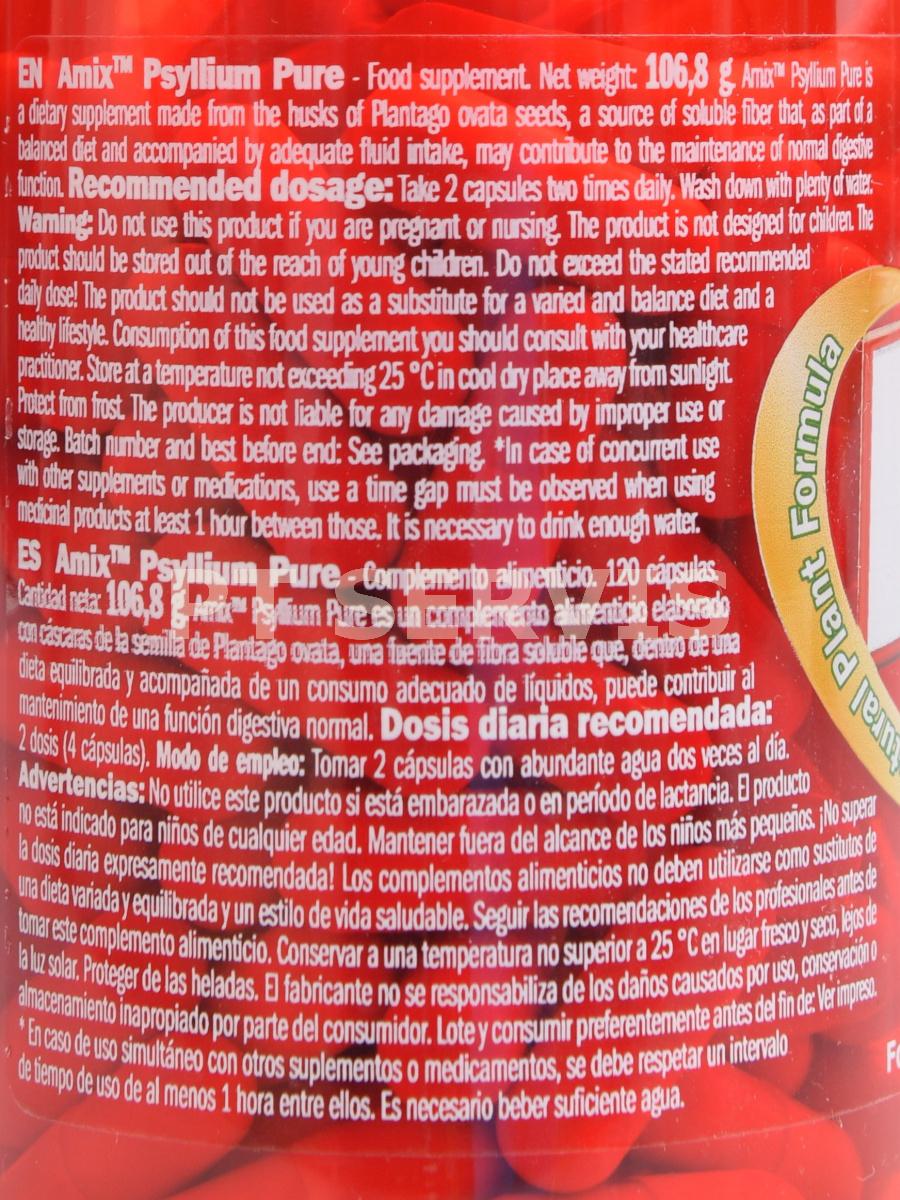 EN Amix™ Psyllium Pure - Food supplement. Net weight: 106,8 g. Amix™ Psyllium Pure is
a dietary supplement made from the husks of Plantago ovata seeds, a source of soluble fiber that, as part of a
balanced diet and accompanied by adequate fluid intake, may contribute to the maintenance of normal digestive
function. Recommended dosage: Take 2 capsules two times daily. Wash down with plenty of water.
Warning: Do not use this product if you are pregnant or nursing. The product is not designed for children. The
product should be stored out of the reach of young children. Do not exceed the stated recommended
daily dose! The product should not be used as a substitute for a varied and balance diet and a
healthy lifestyle. Consumption of this food supplement you should consult with your healthcare
practitioner. Store at a temperature not exceeding 25 °C in cool dry place away from sunlight.
Protect from frost. The producer is not liable for any damage caused by improper use or
storage. Batch number and best before end: See packaging. *In case of concurrent use
with other supplements or medications, use a time gap must be observed when using
medicinal products at least 1 hour between those. It is necessary to drink enough water.
ES Amix™ Psyllium Pure - Complemento alimenticio. 120 cápsulas.
Cantidad neta: 106,8 g Amix™ Psyllium Pure es un complemento alimenticio elaborado
con cáscaras de la semilla de Plantago ovata, una fuente de fibra soluble que, dentro de una
dieta equilibrada y acompañada de un consumo adecuado de líquidos, puede contribuir al
mantenimiento de una función digestiva normal. Dosis diaria recomendada:
2 dosis (4 cápsulas). Modo de empleo: Tomar 2 cápsulas con abundante agua dos veces al día.
Advertencias: No utilice este producto si está embarazada o en período de lactancia. El producto
no está indicado para niños de cualquier edad. Mantener fuera del alcance de los niños más pequeños. ¡No superar
la dosis diaria expresamente recomendada! Los complementos alimenticios no deben utilizarse como sustitutos de
una dieta variada y equilibrada y un estilo de vida saludable. Seguir las recomendaciones de los profesionales antes de
tomar este complemento alimenticio. Conservar a una temperatura no superior a 25 °C en lugar fresco y seco, lejos de
la luz solar. Proteger de las heladas. El fabricante no se responsabiliza de los daños causados por uso, conservación o
almacenamiento inapropiado por parte del consumidor. Lote y consumir preferentemente antes del fin de: Ver impreso.
* En caso de uso simultáneo con otros suplementos o medicamentos, se debe respetar un intervalo
de tiempo de uso de al menos 1 hora entre ellos. Es necesario beber suficiente agua.
PT SERVIS
Plant Formula